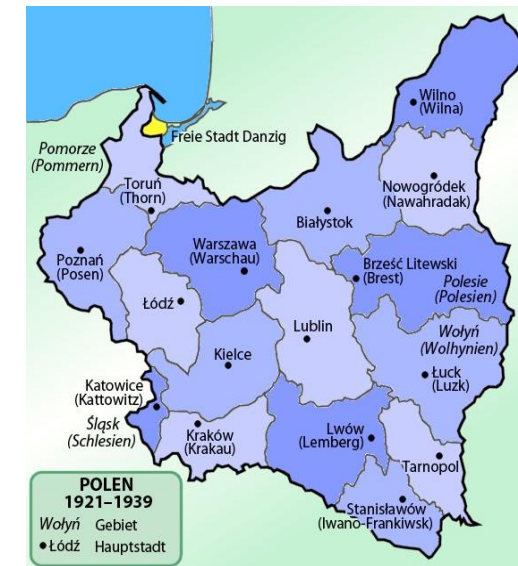 Wilno
(Wilna)
Freie Stadt Danzig
Pomorze
(Pommern)
Toruń
(Thorn)
Nowogródek
(Nawahradak)
Białystok
Poznań
(Posen)
Warszawa
(Warschau)
Brześć Litewski
(Brest)
Polesie
(Polesien)
Łódź
Lublin
Wołyń
(Wolhynien)
Kielce
Łuck
(Luzk)
Katowice
(Kattowitz)
Śląsk
(Schlesien)
Kraków
(Krakau)
Lwów
(Lemberg)
Tarnopol
Stanisławów
(Iwano-Frankiwsk)
POLEN
1921–1939
Wołyń Gebiet
Łódź Hauptstadt